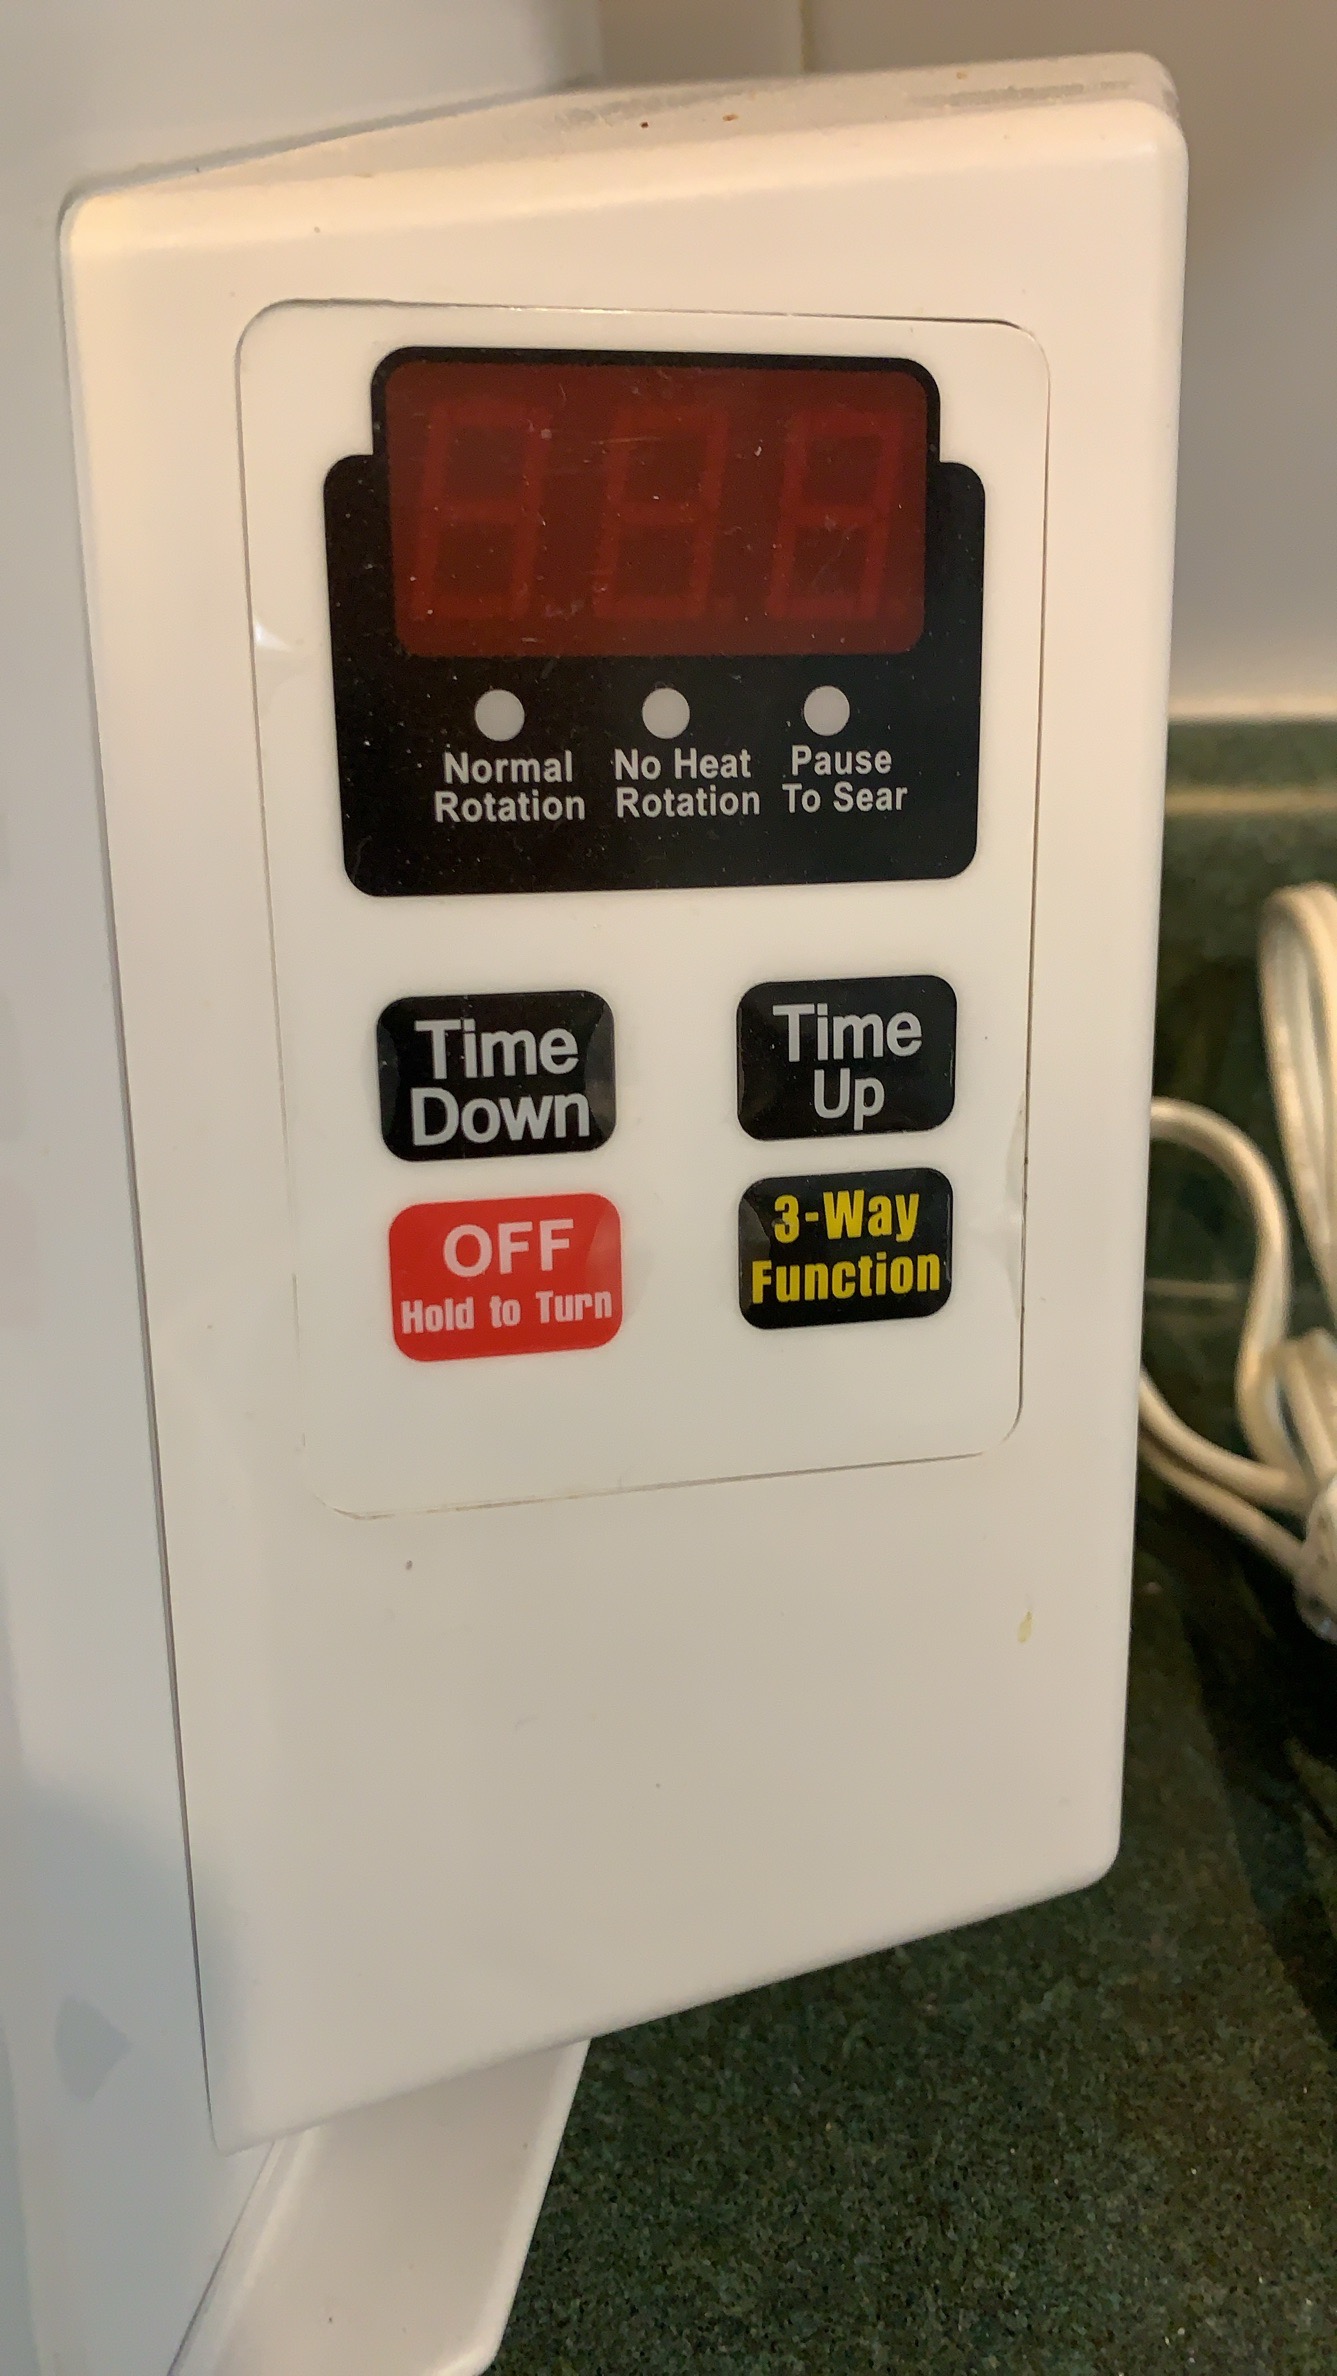 Normal
Rotation
No Heat
Rotation
Pause
To Sear
Time
Down
Time
Up
OFF
Hold to Turn
3-Way
Function